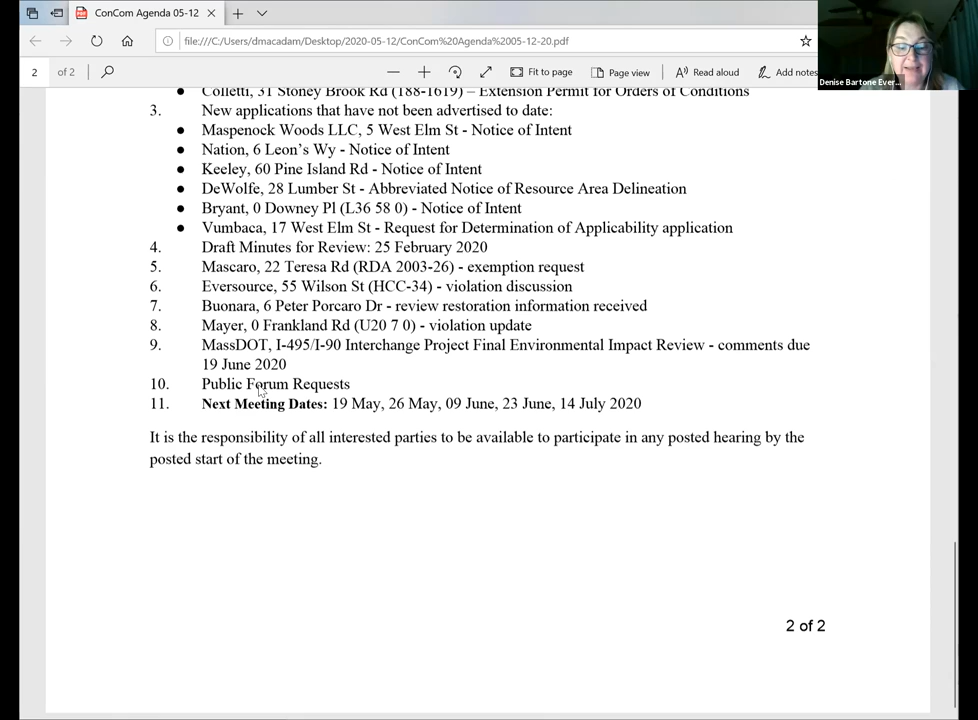 ConCom Agenda 05-12
file:///C:/Users/dmacadam/Desktop/2020-05-12/ConCom%20Agenda%2005-12-20.pdf
2 of 2
Fit to page
Page view
Read aloud
Add notes
Denise Bartone Ever...
• Colletti, 31 Stoney Brook Rd (188-1619) – Extension Permit for Orders of Conditions
3. New applications that have not been advertised to date:
• Maspenock Woods LLC, 5 West Elm St - Notice of Intent
• Nation, 6 Leon’s Wy - Notice of Intent
• Keeley, 60 Pine Island Rd - Notice of Intent
• DeWolfe, 28 Lumber St - Abbreviated Notice of Resource Area Delineation
• Bryant, 0 Downey Pl (L36 58 0) - Notice of Intent
• Vumbaca, 17 West Elm St - Request for Determination of Applicability application
4. Draft Minutes for Review: 25 February 2020
5. Mascaro, 22 Teresa Rd (RDA 2003-26) - exemption request
6. Eversource, 55 Wilson St (HCC-34) - violation discussion
7. Buonara, 6 Peter Porcaro Dr - review restoration information received
8. Mayer, 0 Frankland Rd (U20 7 0) - violation update
9. MassDOT, I-495/I-90 Interchange Project Final Environmental Impact Review - comments due
19 June 2020
10. Public Forum Requests
11. Next Meeting Dates: 19 May, 26 May, 09 June, 23 June, 14 July 2020
It is the responsibility of all interested parties to be available to participate in any posted hearing by the
posted start of the meeting.
2 of 2